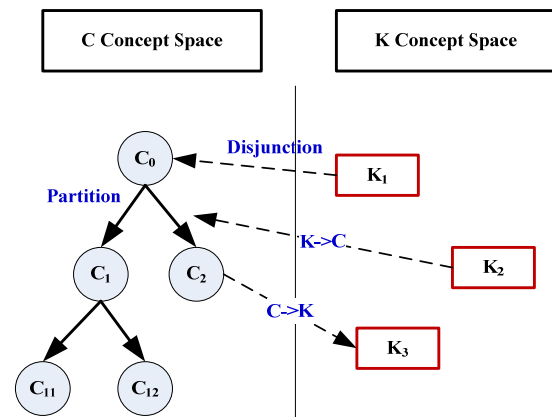 C Concept Space
K Concept Space
Disjunction
C₀
K₁
Partition
K->C
C₁
C₂
K₂
C->K
K₃
C₁₁
C₁₂